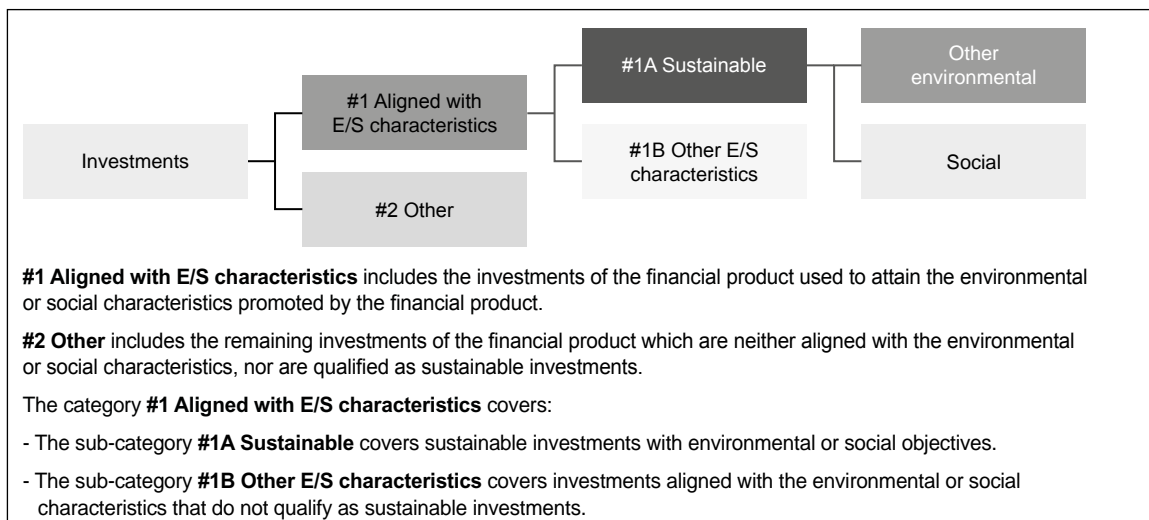 #1A Sustainable
Other
environmental
#1 Aligned with
E/S characteristics
Investments
#1B Other E/S
characteristics
Social
#2 Other
#1 Aligned with E/S characteristics includes the investments of the financial product used to attain the environmental
or social characteristics promoted by the financial product.
#2 Other includes the remaining investments of the financial product which are neither aligned with the environmental
or social characteristics, nor are qualified as sustainable investments.
The category #1 Aligned with E/S characteristics covers:
- The sub-category #1A Sustainable covers sustainable investments with environmental or social objectives.
- The sub-category #1B Other E/S characteristics covers investments aligned with the environmental or social
characteristics that do not qualify as sustainable investments.